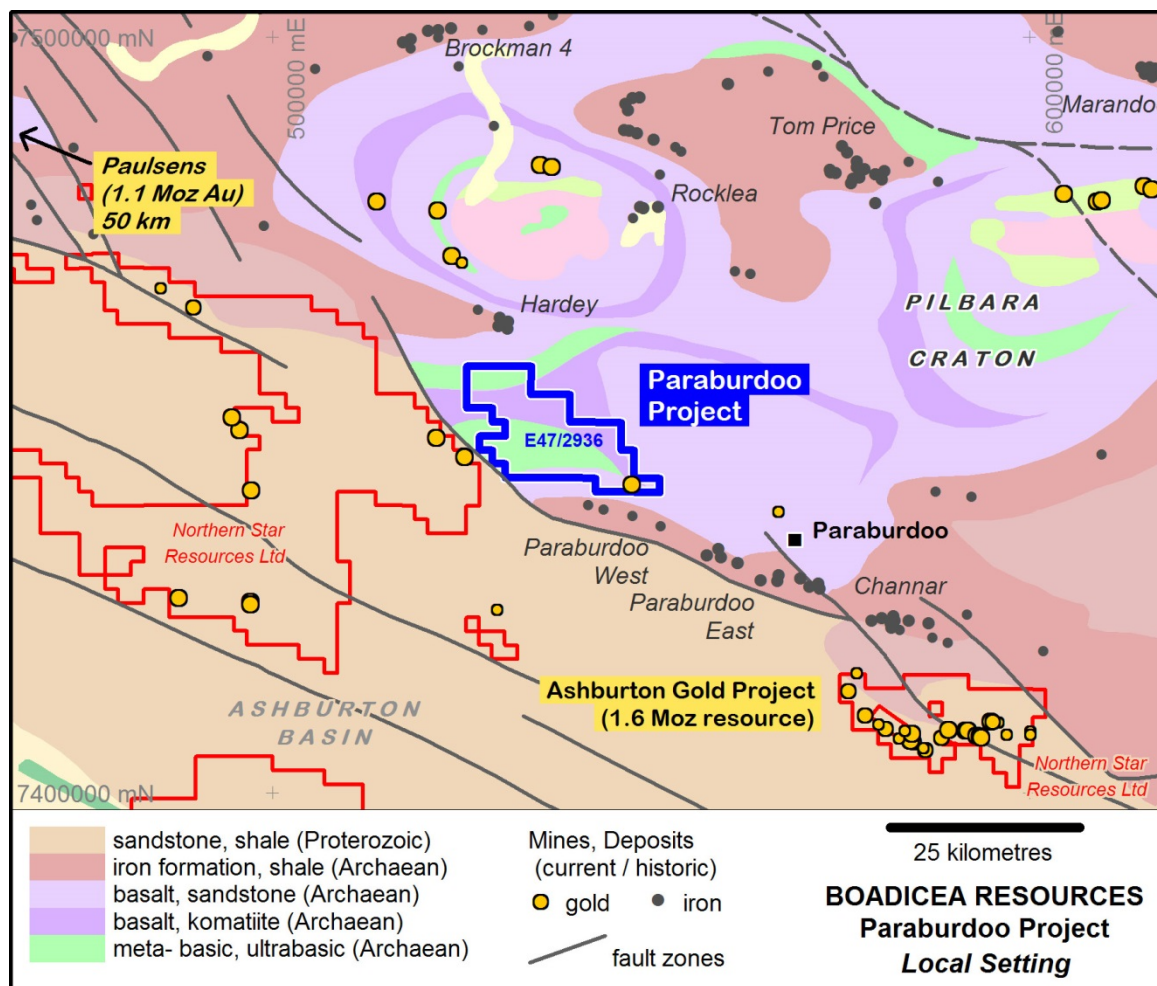 7500000 mN
500000 mE
Brockman 4
600000 mE
Marando
Tom Price
Paulsens
(1.1 Moz Au)
50 km
Rocklea
Hardey
PILBARA
CRATON
Paraburdoo
Project
E47/2936
Northern Star
Resources Ltd
Paraburdoo
West
Paraburdoo
Paraburdoo
East
Channar
Ashburton Gold Project
(1.6 Moz resource)
ASHBURTON
BASIN
Northern Star
Resources Ltd
7400000 mN
sandstone, shale (Proterozoic)
iron formation, shale (Archaean)
basalt, sandstone (Archaean)
basalt, komatiite (Archaean)
meta- basic, ultrabasic (Archaean)
Mines, Deposits
(current / historic)
gold
iron
fault zones
25 kilometres
BOADICEA RESOURCES
Paraburdoo Project
Local Setting